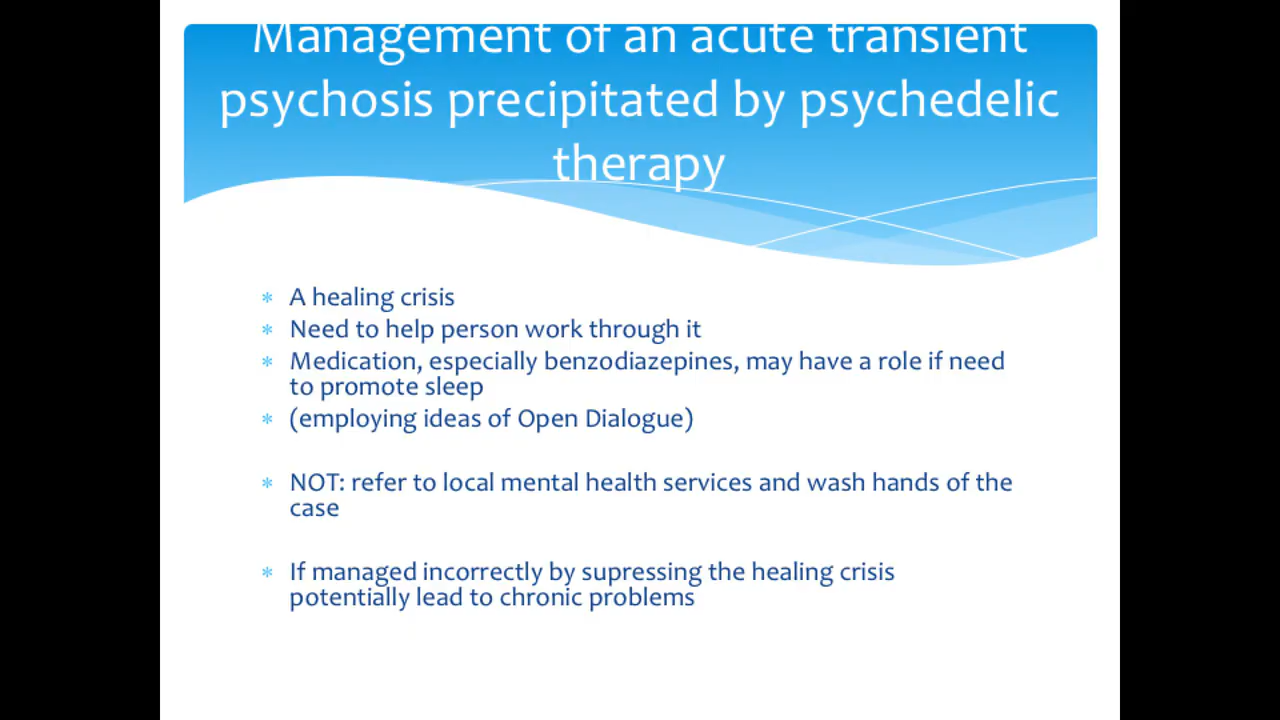 Management of an acute transient
psychosis precipitated by psychedelic
therapy
* A healing crisis
* Need to help person work through it
* Medication, especially benzodiazepines, may have a role if need
to promote sleep
* (employing ideas of Open Dialogue)
* NOT: refer to local mental health services and wash hands of the
case
* If managed incorrectly by supressing the healing crisis
potentially lead to chronic problems